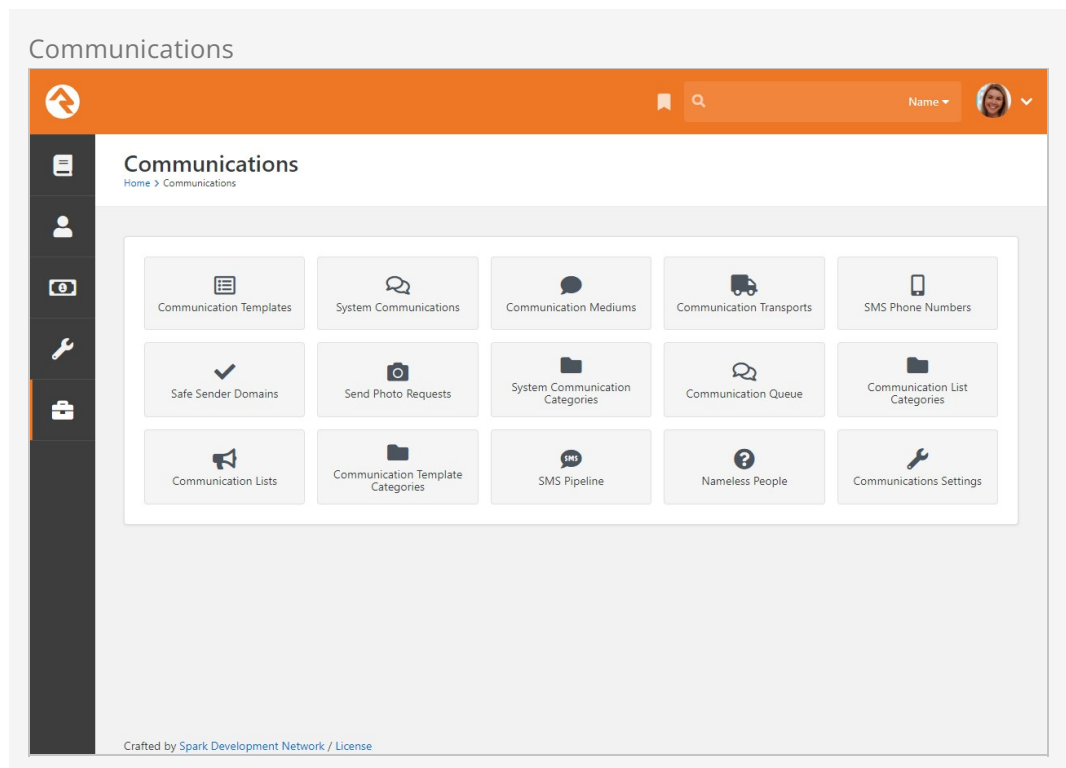 Communications
Name
Communications
Home > Communications
Communication Templates
System Communications
Communication Mediums
Communication Transports
SMS Phone Numbers
Safe Sender Domains
Send Photo Requests
System Communication
Categories
Communication Queue
Communication List
Categories
Communication Lists
Communication Template
Categories
SMS
SMS Pipeline
Nameless People
Communications Settings
Crafted by Spark Development Network / License